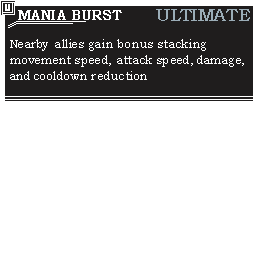 U MANIA BURST ULTIMATE
Nearby allies gain bonus stacking
movement speed, attack speed, damage,
and cooldown reduction